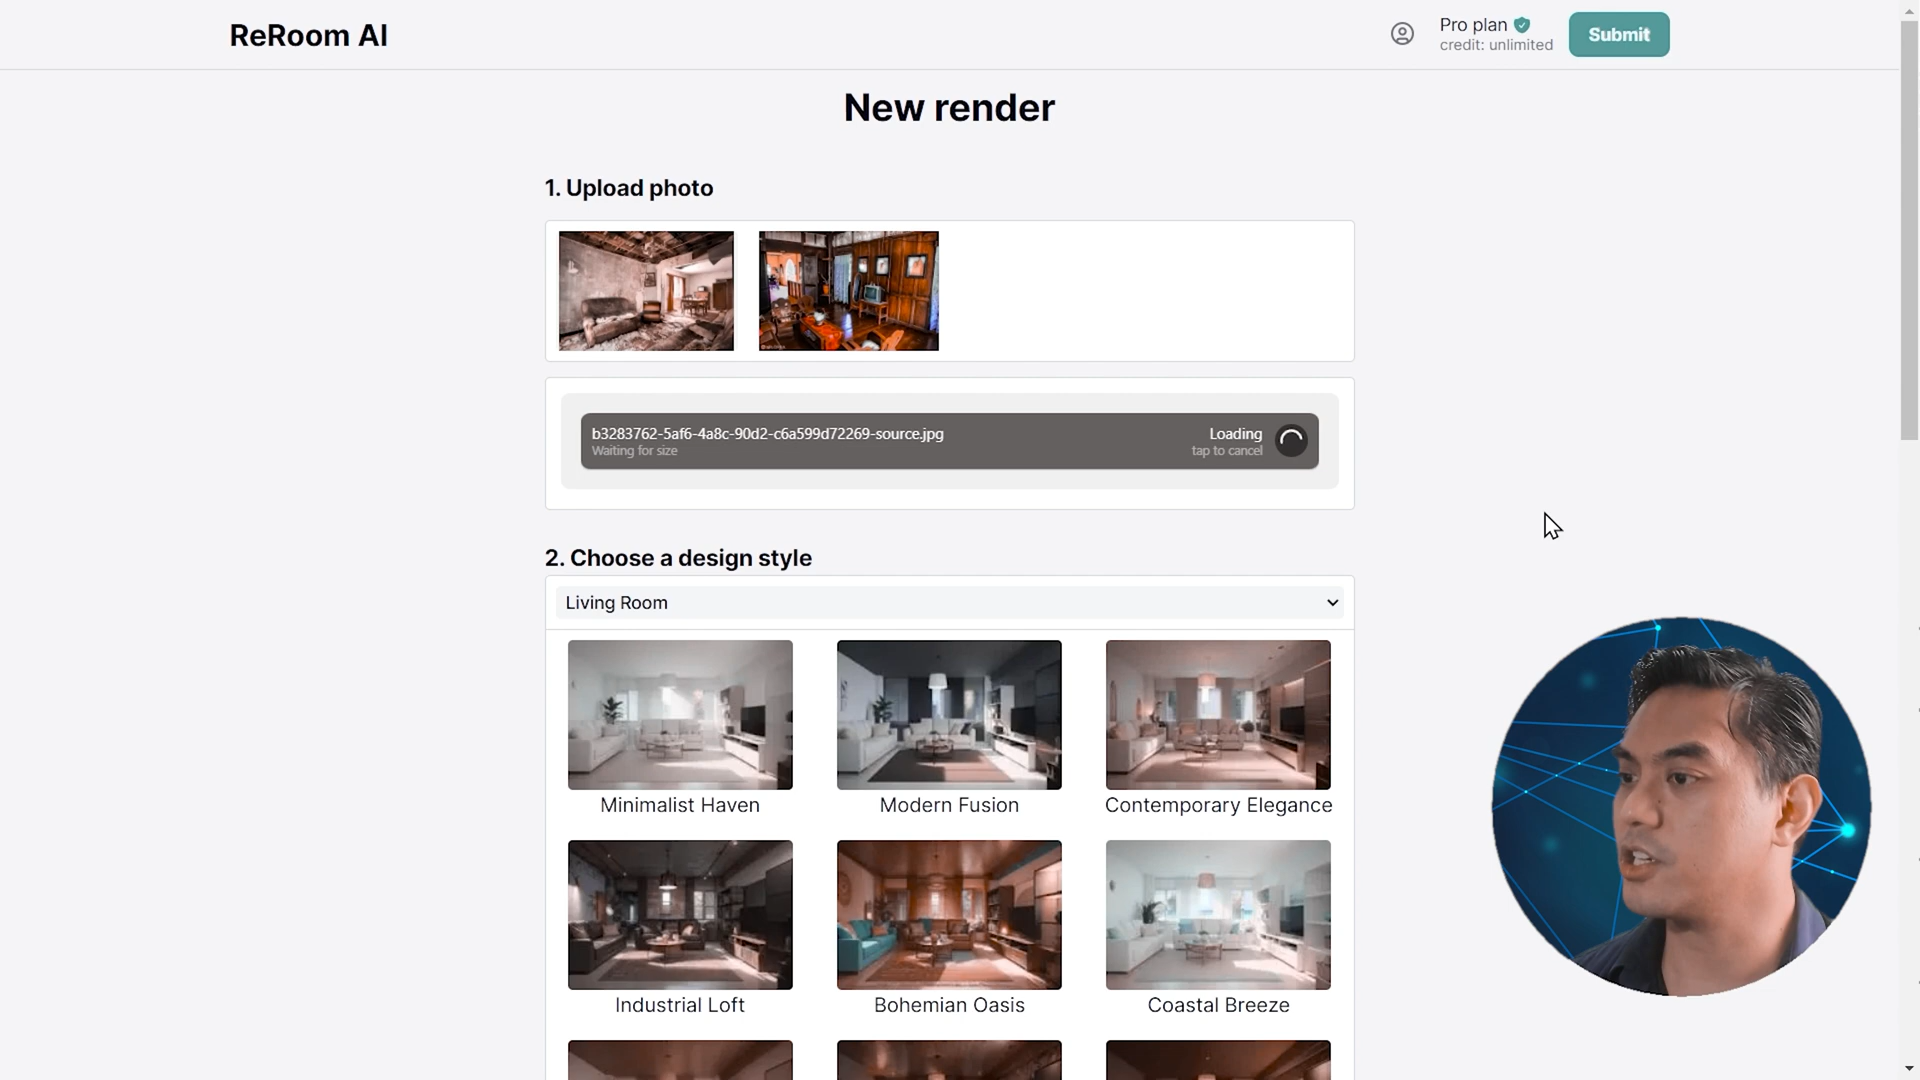 ReRoom AI
Pro plan
credit: unlimited
Submit
New render
1. Upload photo
b3283762-5af6-4a8c-90d2-c6a599d72269-source.jpg
Waiting for size
Loading
tap to cancel
2. Choose a design style
Living Room
Minimalist Haven
Modern Fusion
Contemporary Elegance
Industrial Loft
Bohemian Oasis
Coastal Breeze